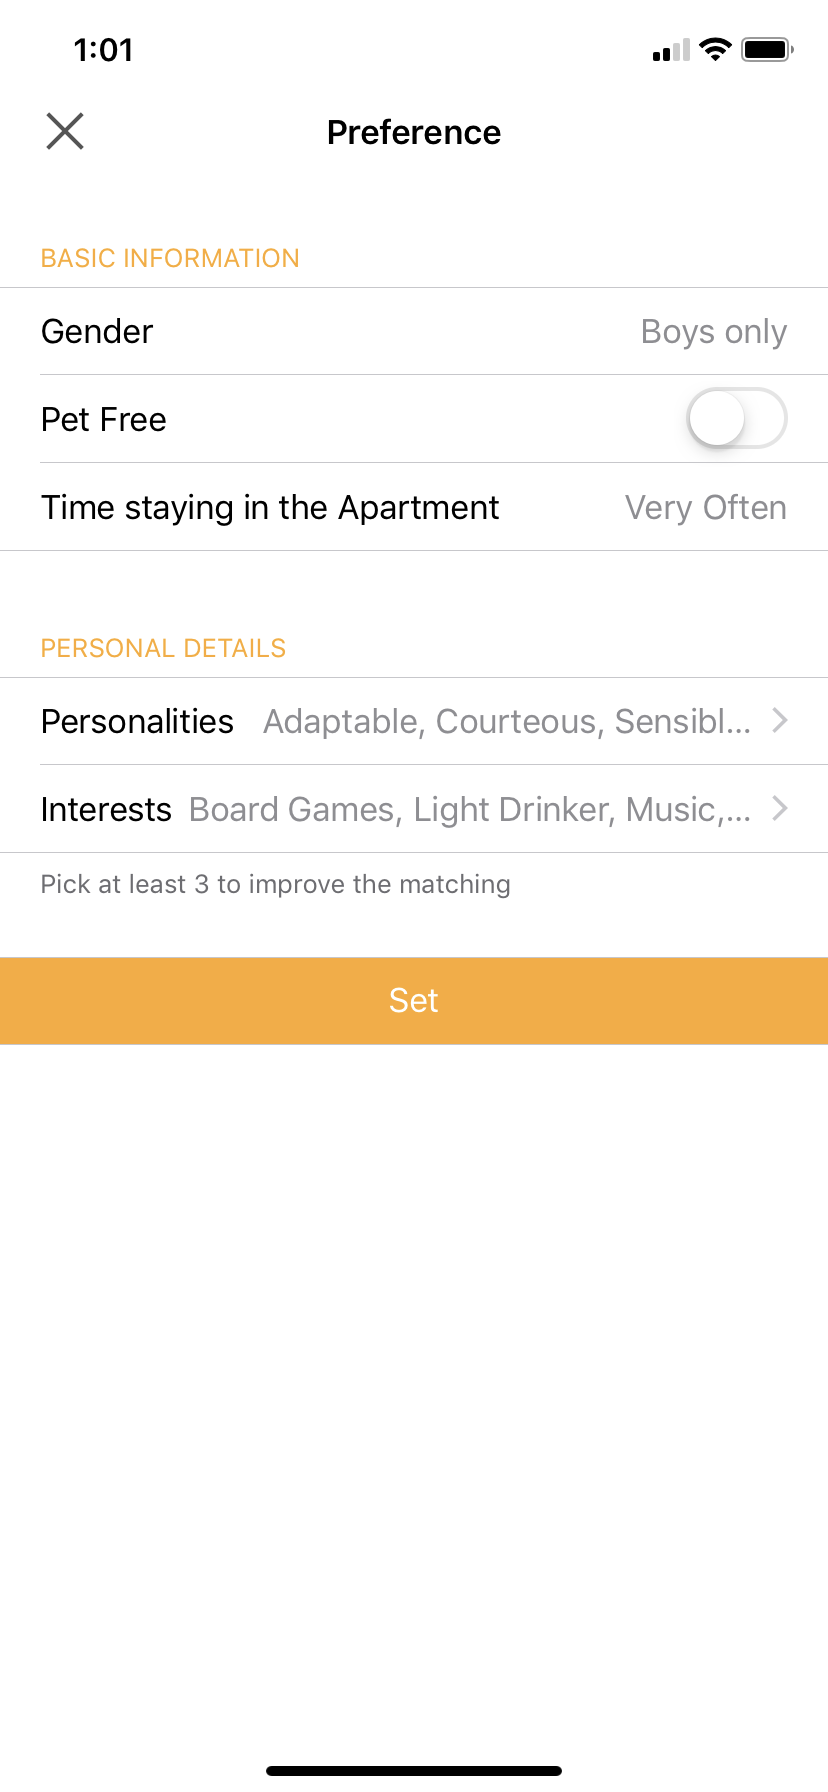 1:01
Preference
BASIC INFORMATION
Gender Boys only
Pet Free
Time staying in the Apartment Very Often
PERSONAL DETAILS
Personalities Adaptable, Courteous, Sensibl...
Interests Board Games, Light Drinker, Music,...
Pick at least 3 to improve the matching
Set